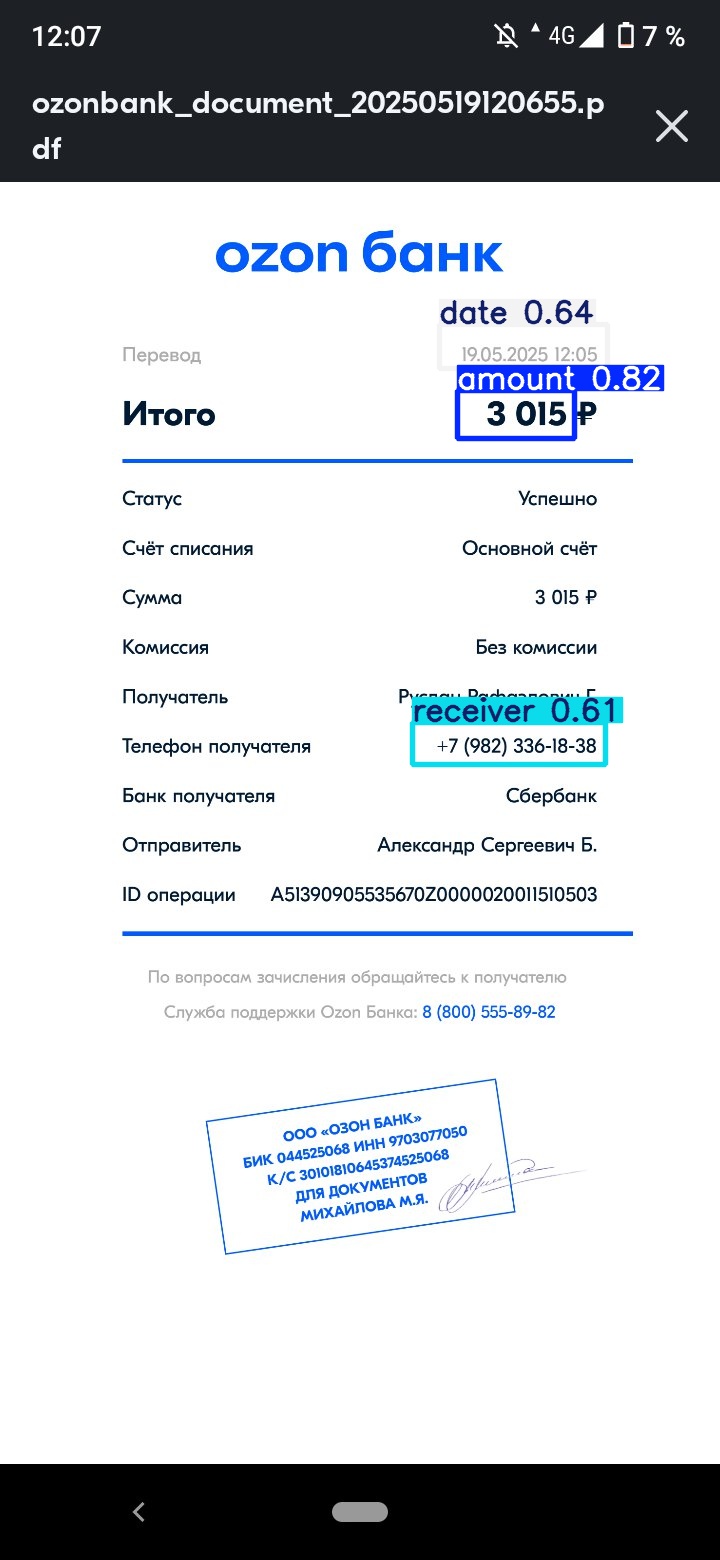 12:07 4G 7 %
ozonbank_document_20250519120655.p
df
ozon банк
date 0.64
Перевод 19.05.2025 12:05
amount 0.82
Итого 3 015 ₽
Статус Успешно
Счёт списания Основной счёт
Сумма 3 015 ₽
Комиссия Без комиссии
Получатель
receiver 0.61
Телефон получателя +7 (982) 336-18-38
Банк получателя Сбербанк
Отправитель Александр Сергеевич Б.
ID операции A51390905535670Z0000020011510503
По вопросам зачисления обращайтесь к получателю
Служба поддержки Ozon Банка: 8 (800) 555-89-82
ООО «ОЗОН БАНК»
БИК 044525068 ИНН 9703077050
К/С 30101810645374525068
ДЛЯ ДОКУМЕНТОВ
МИХАЙЛОВА М.Я.